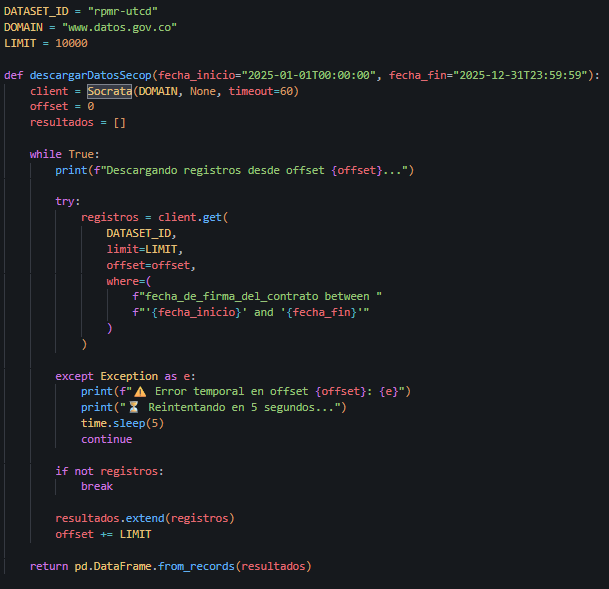 DATASET_ID = "rpmr-utcd"
DOMAIN = "www.datos.gov.co"
LIMIT = 10000
def descargarDatosSecop(fecha_inicio="2025-01-01T00:00:00", fecha_fin="2025-12-31T23:59:59"):
client = Socrata(DOMAIN, None, timeout=60)
offset = 0
resultados = []
while True:
print(f"Descargando registros desde offset {offset}...")
try:
registros = client.get(
DATASET_ID,
limit=LIMIT,
offset=offset,
where=(
f"fecha_de_firma_del_contrato between "
f"'{fecha_inicio}' and '{fecha_fin}'"
)
)
except Exception as e:
print(f"⚠️ Error temporal en offset {offset}: {e}")
print("⏳ Reintentando en 5 segundos...")
time.sleep(5)
continue
if not registros:
break
resultados.extend(registros)
offset += LIMIT
return pd.DataFrame.from_records(resultados)